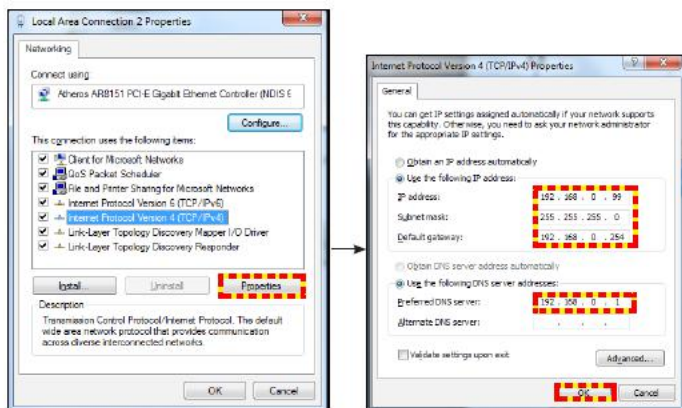 Local Area Connection 2 Properties
Networking
Connect using:
Atheros AR8151 PCI-E Gigabit Ethernet Controller (NDIS 6
Configure...
This connection uses the following items:
Client for Microsoft Networks
QoS Packet Scheduler
File and Printer Sharing for Microsoft Networks
Internet Protocol Version 6 (TCP/IPv6)
Internet Protocol Version 4 (TCP/IPv4)
Link-Layer Topology Discovery Mapper I/O Driver
Link-Layer Topology Discovery Responder
Install...
Uninstall
Properties
Description
Transmission Control Protocol/Internet Protocol. The default
wide area network protocol that provides communication
across diverse interconnected networks.
OK
Cancel
Internet Protocol Version 4 (TCP/IPv4) Properties
General
You can get IP settings assigned automatically if your network supports
this capability. Otherwise, you need to ask your network administrator
for the appropriate IP settings.
Obtain an IP address automatically
Use the following IP address:
IP address:
192 . 168 . 0 . 99
Subnet mask:
255 . 255 . 255 . 0
Default gateway:
192 . 168 . 0 . 254
Obtain DNS server address automatically
Use the following DNS server addresses:
Preferred DNS server:
192 . 168 . 0 . 1
Alternate DNS server:
. . .
Validate settings upon exit
Advanced...
OK
Cancel